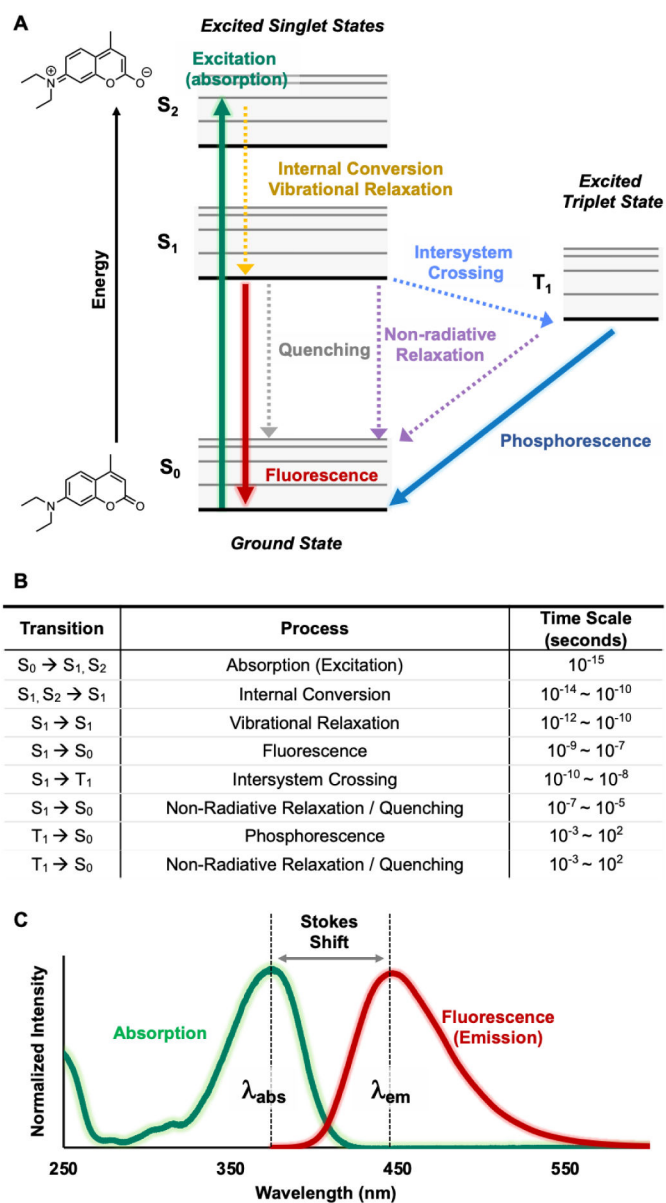 A
Excited Singlet States
Excitation
(absorption)
S2
Internal Conversion
Vibrational Relaxation
Excited
Triplet State
S1
Intersystem
Crossing
T1
Energy
Quenching
Non-radiative
Relaxation
Phosphorescence
S0
Fluorescence
Ground State
N
O
O
N
O
O
B
Transition Process Time Scale
(seconds)
S0 → S1, S2 Absorption (Excitation) 10-15
S1, S2 → S1 Internal Conversion 10-14 ~ 10-10
S1 → S1 Vibrational Relaxation 10-12 ~ 10-10
S1 → S0 Fluorescence 10-9 ~ 10-7
S1 → T1 Intersystem Crossing 10-10 ~ 10-8
S1 → S0 Non-Radiative Relaxation / Quenching 10-7 ~ 10-5
T1 → S0 Phosphorescence 10-3 ~ 102
T1 → S0 Non-Radiative Relaxation / Quenching 10-3 ~ 102
C
Stokes
Shift
Absorption
Fluorescence
(Emission)
λabs
λem
Normalized Intensity
250 350 450 550
Wavelength (nm)